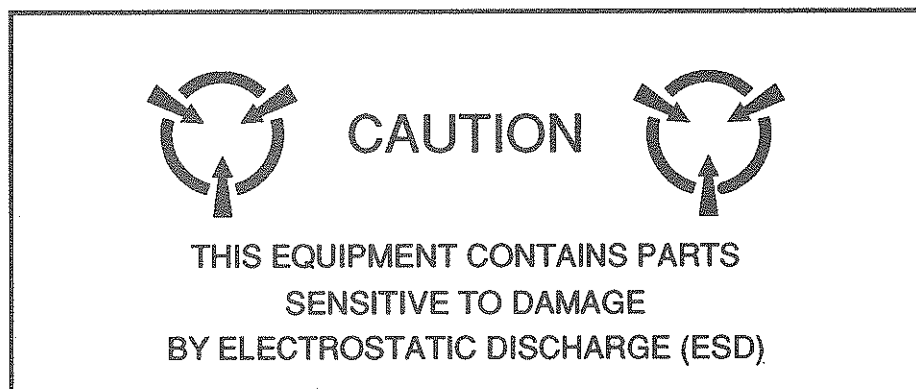 CAUTION
THIS EQUIPMENT CONTAINS PARTS
SENSITIVE TO DAMAGE
BY ELECTROSTATIC DISCHARGE (ESD)